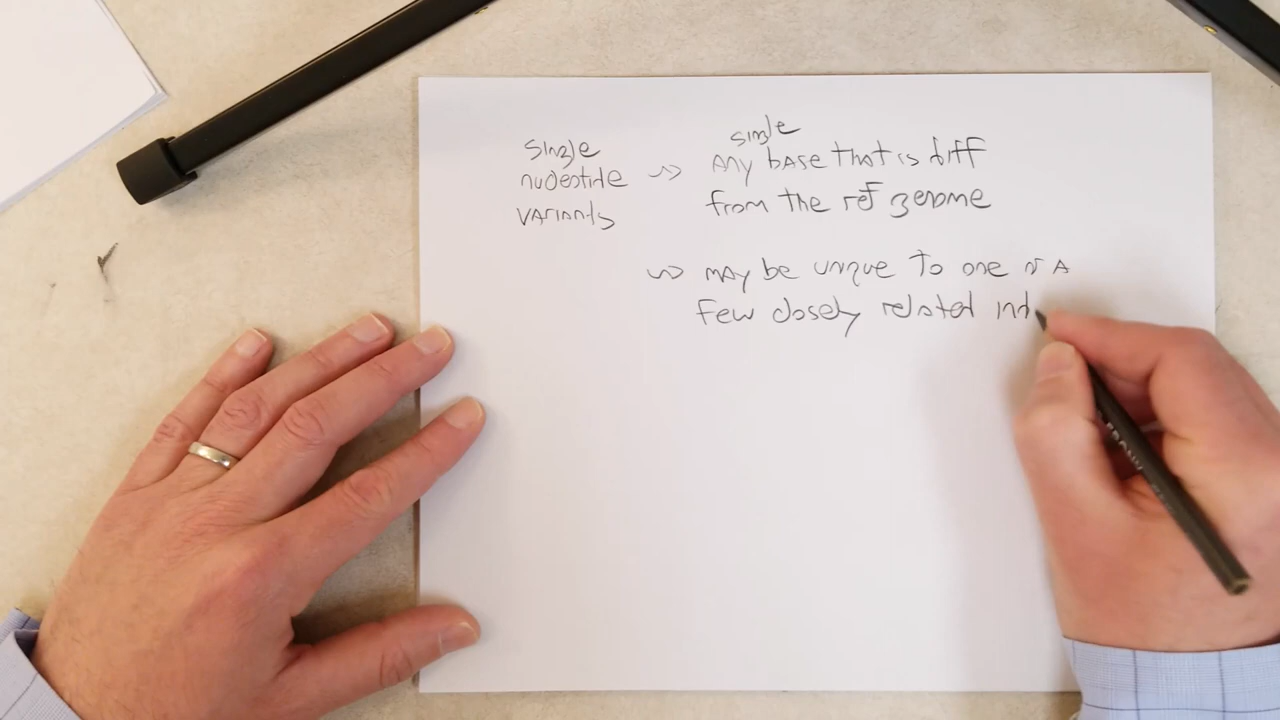 single
nucleotide
variants
single
any base that is diff
from the ref genome
may be unique to one or a
few closely related ind
EBONY